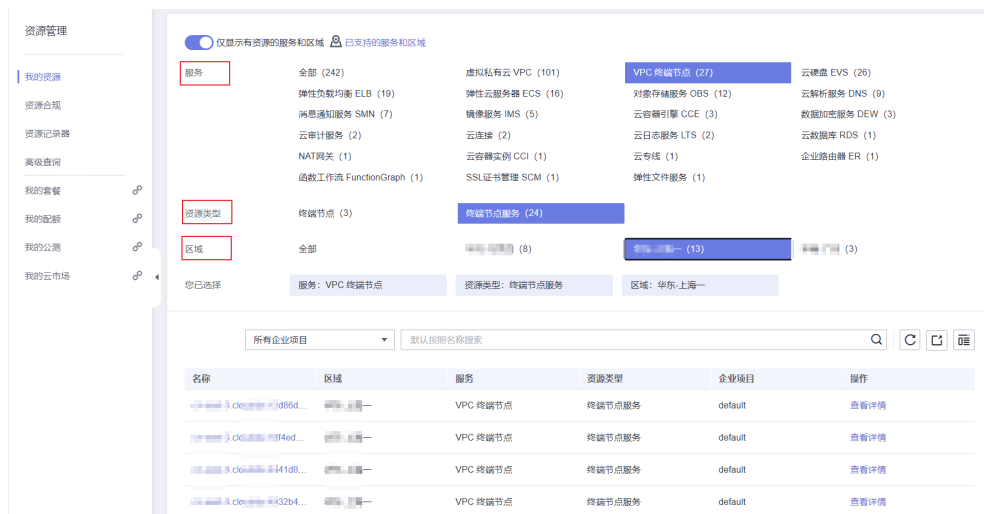 资源管理
我的资源
资源合规
资源记录器
高级查询
我的套餐
我的配额
我的公测
我的云市场
仅显示有资源的服务和区域 已支持的服务和区域
服务 全部 (242) 虚拟私有云 VPC (101) VPC 终端节点 (27) 云硬盘 EVS (26)
弹性负载均衡 ELB (19) 弹性云服务器 ECS (16) 对象存储服务 OBS (12) 云解析服务 DNS (9)
消息通知服务 SMN (7) 镜像服务 IMS (5) 云容器引擎 CCE (3) 数据加密服务 DEW (3)
云审计服务 (2) 云连接 (2) 云日志服务 LTS (2) 云数据库 RDS (1)
NAT网关 (1) 云容器实例 CCI (1) 云专线 (1) 企业路由器 ER (1)
函数工作流 FunctionGraph (1) SSL证书管理 SCM (1) 弹性文件服务 (1)
资源类型 终端节点 (3) 终端节点服务 (24)
区域 全部 (8) 一 (13) (3)
您已选择 服务: VPC 终端节点 资源类型: 终端节点服务 区域: 华东-上海一
所有企业项目 默认按照名称搜索
名称 区域 服务 资源类型 企业项目 操作
d86d... 一 VPC 终端节点 终端节点服务 default 查看详情
f4ed... 一 VPC 终端节点 终端节点服务 default 查看详情
41d8... 一 VPC 终端节点 终端节点服务 default 查看详情
32b4... 一 VPC 终端节点 终端节点服务 default 查看详情